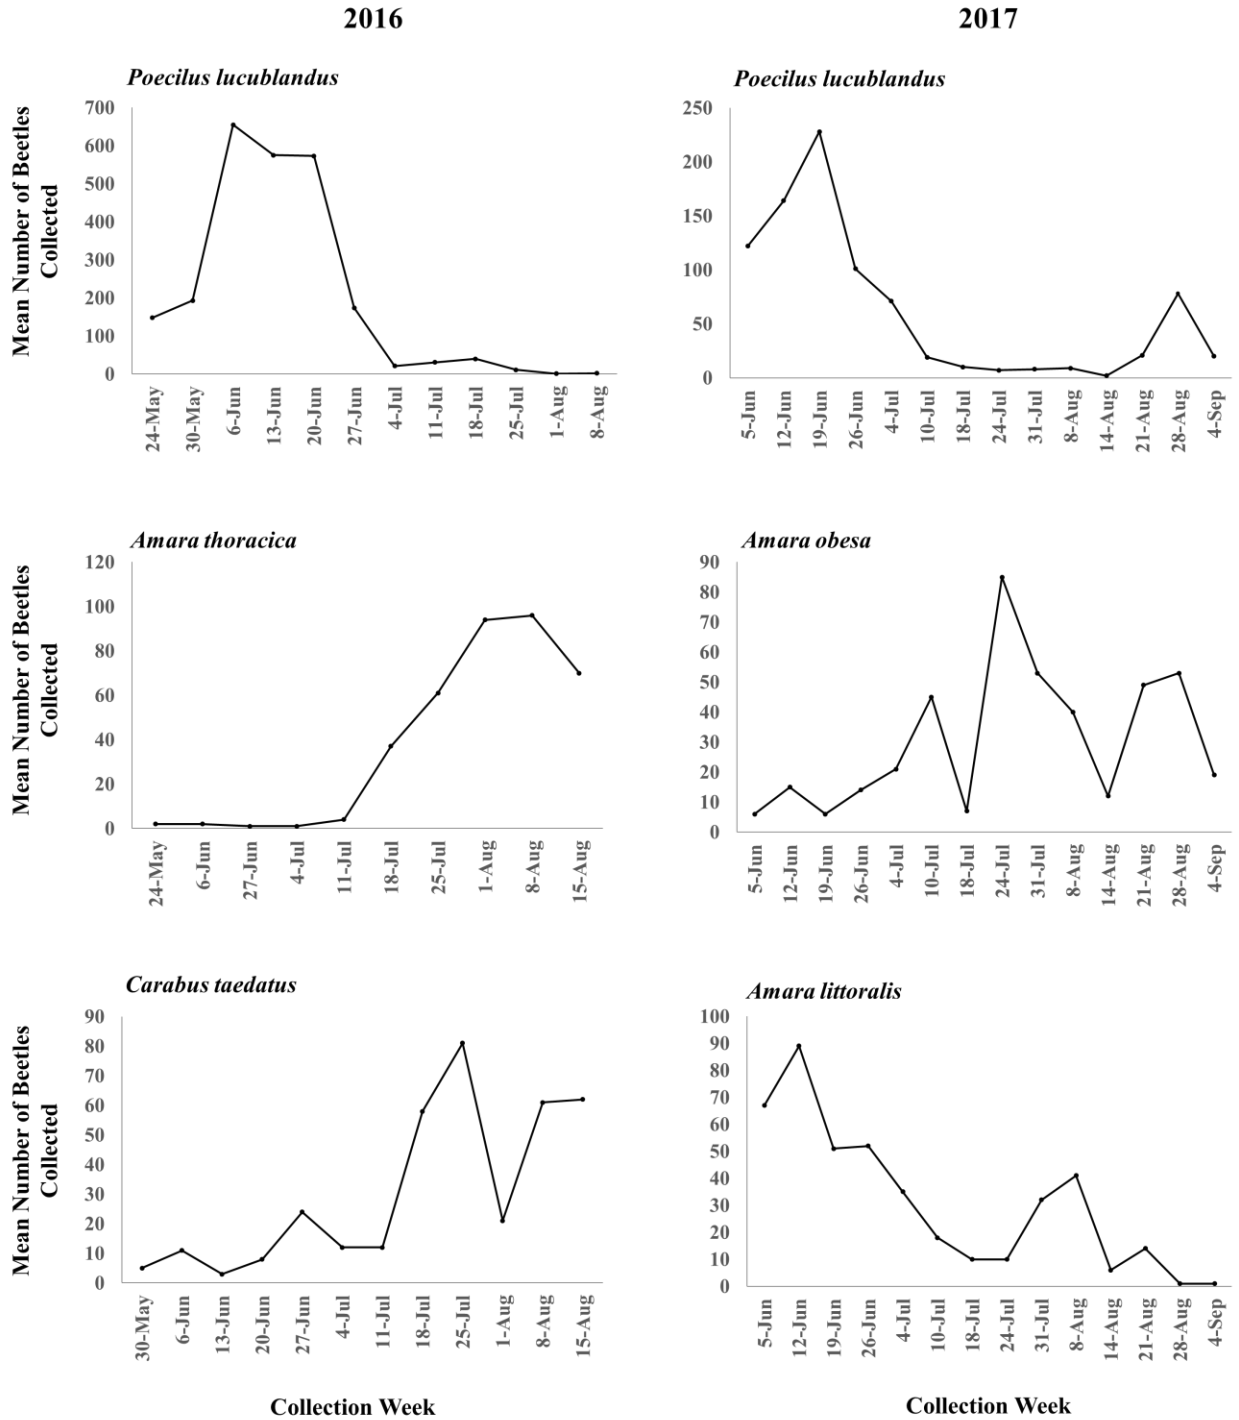 2016
2017
Poecilus lucublandus
Mean Number of Beetles
Collected
700
600
500
400
300
200
100
0
24-May
30-May
6-Jun
13-Jun
20-Jun
27-Jun
4-Jul
11-Jul
18-Jul
25-Jul
1-Aug
8-Aug
Poecilus lucublandus
250
200
150
100
50
0
5-Jun
12-Jun
19-Jun
26-Jun
4-Jul
10-Jul
18-Jul
24-Jul
31-Jul
8-Aug
14-Aug
21-Aug
28-Aug
4-Sep
Amara thoracica
Mean Number of Beetles
Collected
120
100
80
60
40
20
0
24-May
6-Jun
27-Jun
4-Jul
11-Jul
18-Jul
25-Jul
1-Aug
8-Aug
15-Aug
Amara obesa
90
80
70
60
50
40
30
20
10
0
5-Jun
12-Jun
19-Jun
26-Jun
4-Jul
10-Jul
18-Jul
24-Jul
31-Jul
8-Aug
14-Aug
21-Aug
28-Aug
4-Sep
Carabus taedatus
Mean Number of Beetles
Collected
90
80
70
60
50
40
30
20
10
0
30-May
6-Jun
13-Jun
20-Jun
27-Jun
4-Jul
11-Jul
18-Jul
25-Jul
1-Aug
8-Aug
15-Aug
Collection Week
Amara littoralis
100
90
80
70
60
50
40
30
20
10
0
5-Jun
12-Jun
19-Jun
26-Jun
4-Jul
10-Jul
18-Jul
24-Jul
31-Jul
8-Aug
14-Aug
21-Aug
28-Aug
4-Sep
Collection Week